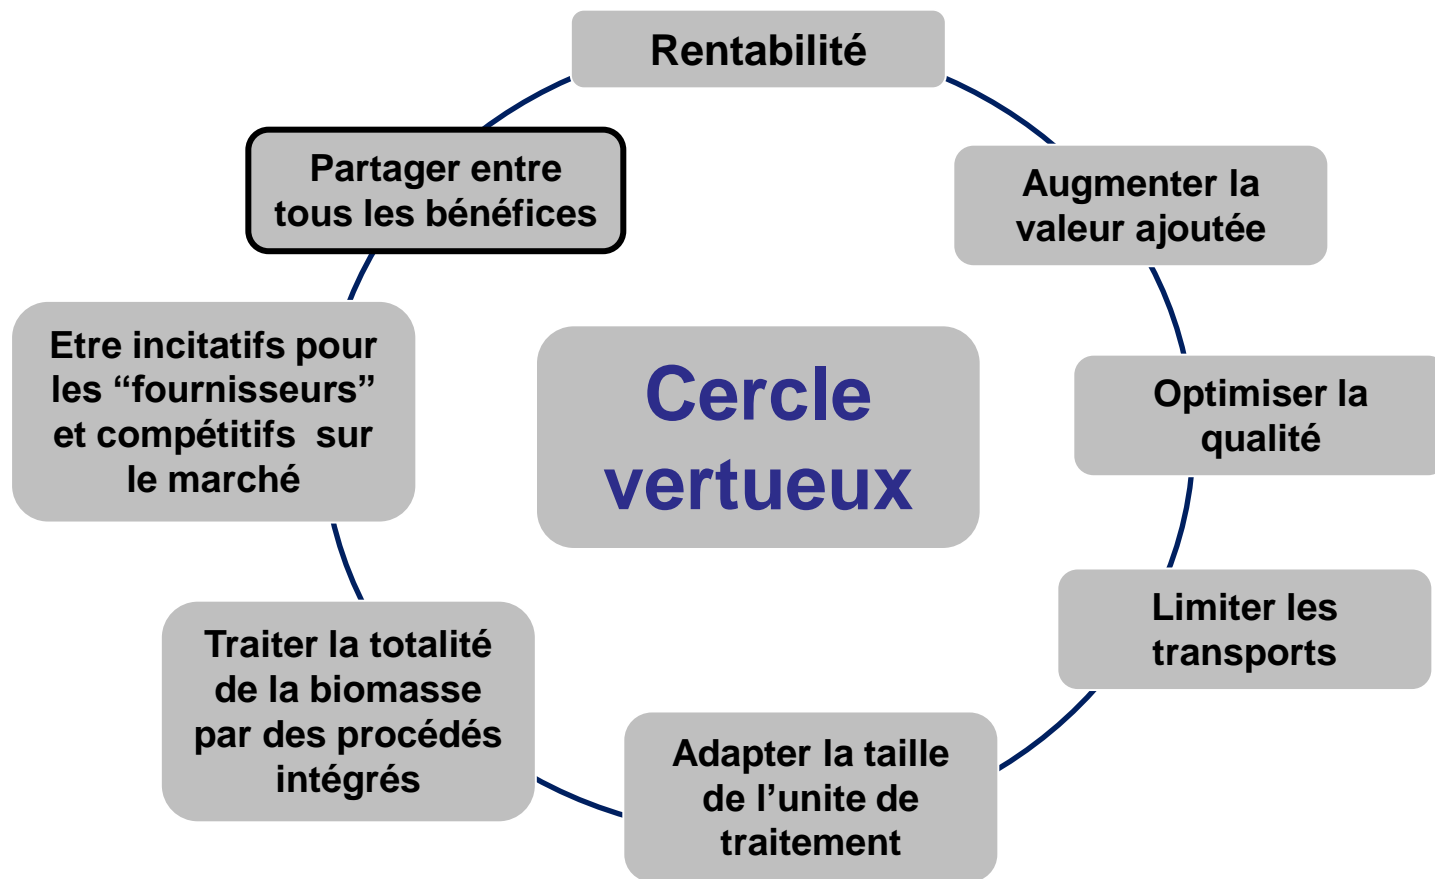 Rentabilité
Partager entre
tous les bénéfices
Augmenter la
valeur ajoutée
Etre incitatifs pour
les “fournisseurs”
et compétitifs sur
le marché
Cercle
vertueux
Optimiser la
qualité
Limiter les
transports
Traiter la totalité
de la biomasse
par des procédés
intégrés
Adapter la taille
de l’unite de
traitement